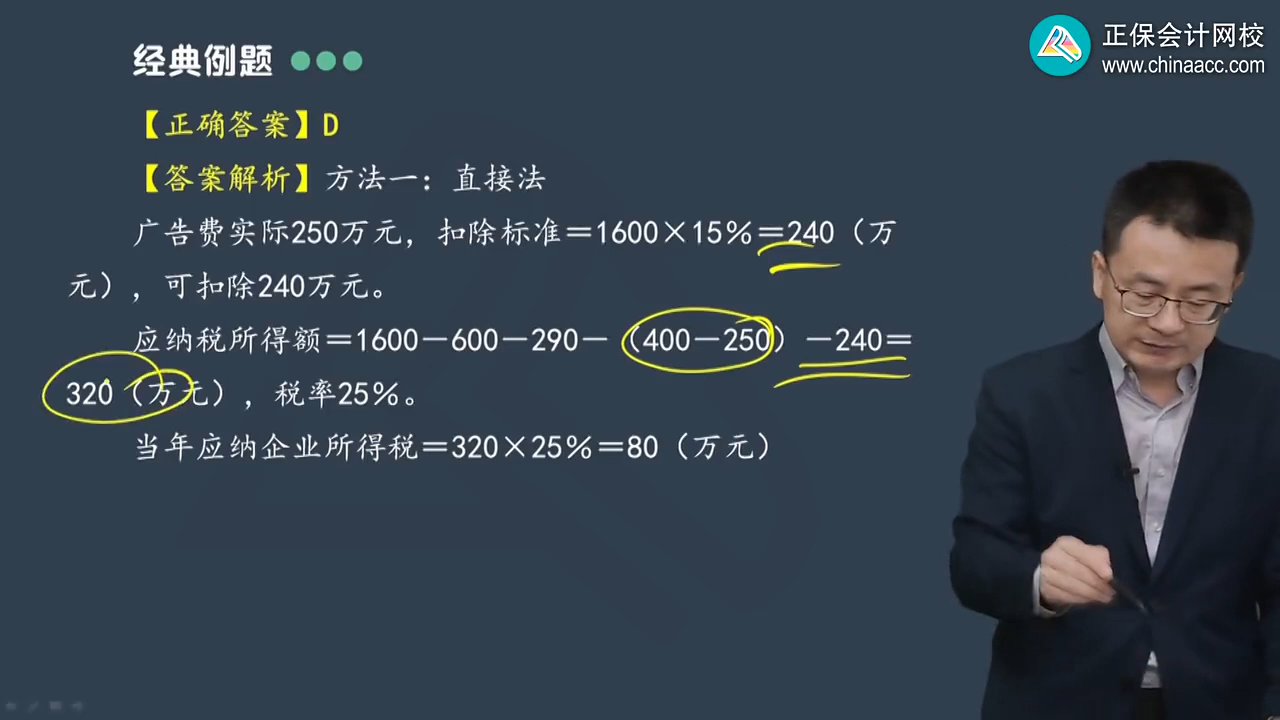 正保会计网校
www.chinaacc.com
经典例题
【正确答案】D
【答案解析】方法一：直接法
广告费实际250万元，扣除标准＝1600×15％＝240（万
元），可扣除240万元。
应纳税所得额＝1600－600－290－（400－250）－240＝
320（万元），税率25％。
当年应纳企业所得税＝320×25％＝80（万元）